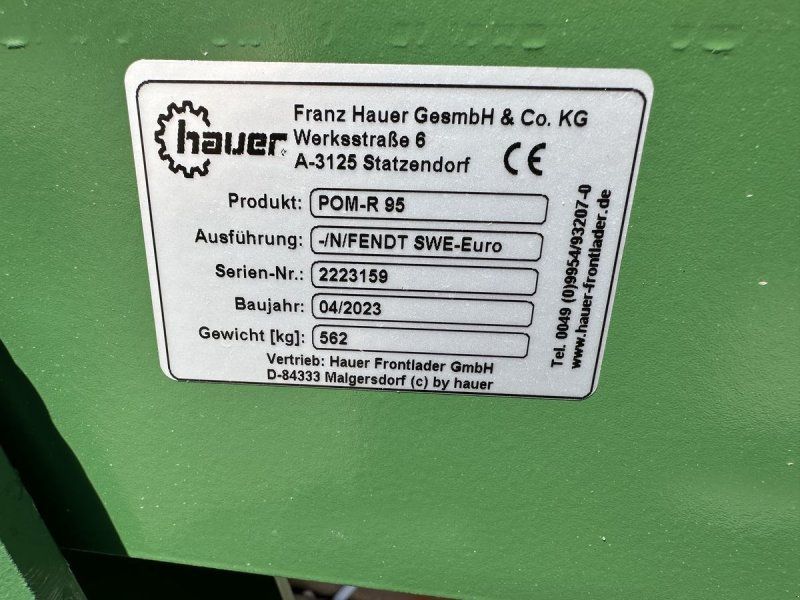 hauer
Franz Hauer GesmbH & Co. KG
Werksstraße 6
A-3125 Statzendorf
CE
Produkt: POM-R 95
Ausführung: -/N/FENDT SWE-Euro
Serien-Nr.: 2223159
Baujahr: 04/2023
Gewicht [kg]: 562
Vertrieb: Hauer Frontlader GmbH
D-84333 Malgersdorf (c) by hauer
Tel. 0049 (0)9954/93207-0
www.hauer-frontlader.de